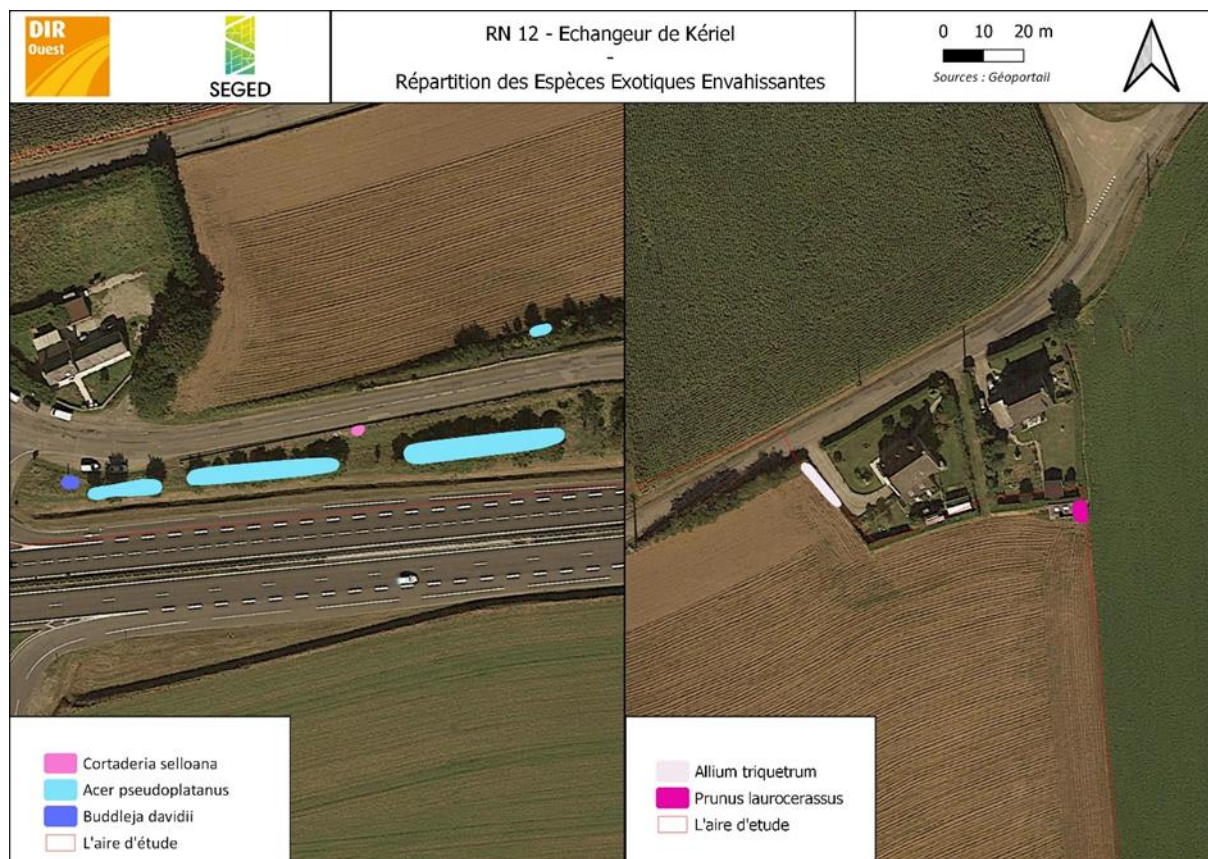 DIR
Ouest
SEGED
RN 12 - Echangeur de Kériel
-
Répartition des Espèces Exotiques Envahissantes
0 10 20 m
Sources : Géoportail
Cortaderia selloana
Acer pseudoplatanus
Buddleja davidii
L'aire d'étude
Allium triquetrum
Prunus laurocerassus
L'aire d'etude